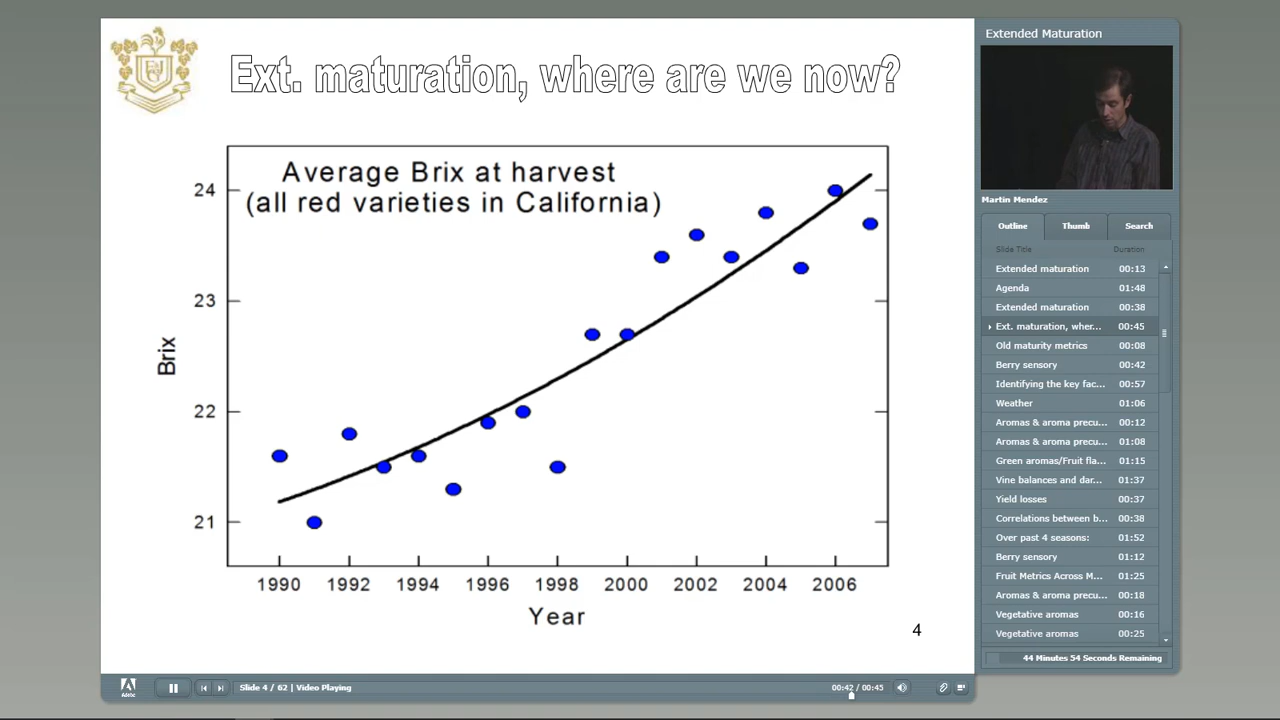 Ext. maturation, where are we now?
Average Brix at harvest
(all red varieties in California)
24
23
22
21
Brix
1990 1992 1994 1996 1998 2000 2002 2004 2006
Year
4
Extended Maturation
Martin Mendez
Outline Thumb Search
Slide Title Duration
Extended maturation 00:13
Agenda 01:48
Extended maturation 00:38
Ext. maturation, wher... 00:45
Old maturity metrics 00:08
Berry sensory 00:42
Identifying the key fac... 00:57
Weather 01:06
Aromas & aroma precu... 00:12
Aromas & aroma precu... 01:08
Green aromas/Fruit fla... 01:15
Vine balances and dar... 01:37
Yield losses 00:37
Correlations between b... 00:38
Over past 4 seasons: 01:52
Berry sensory 01:12
Fruit Metrics Across M... 01:25
Aromas & aroma precu... 00:18
Vegetative aromas 00:16
Vegetative aromas 00:25
44 Minutes 54 Seconds Remaining
Adobe
Slide 4 / 62 | Video Playing
00:42 / 00:45